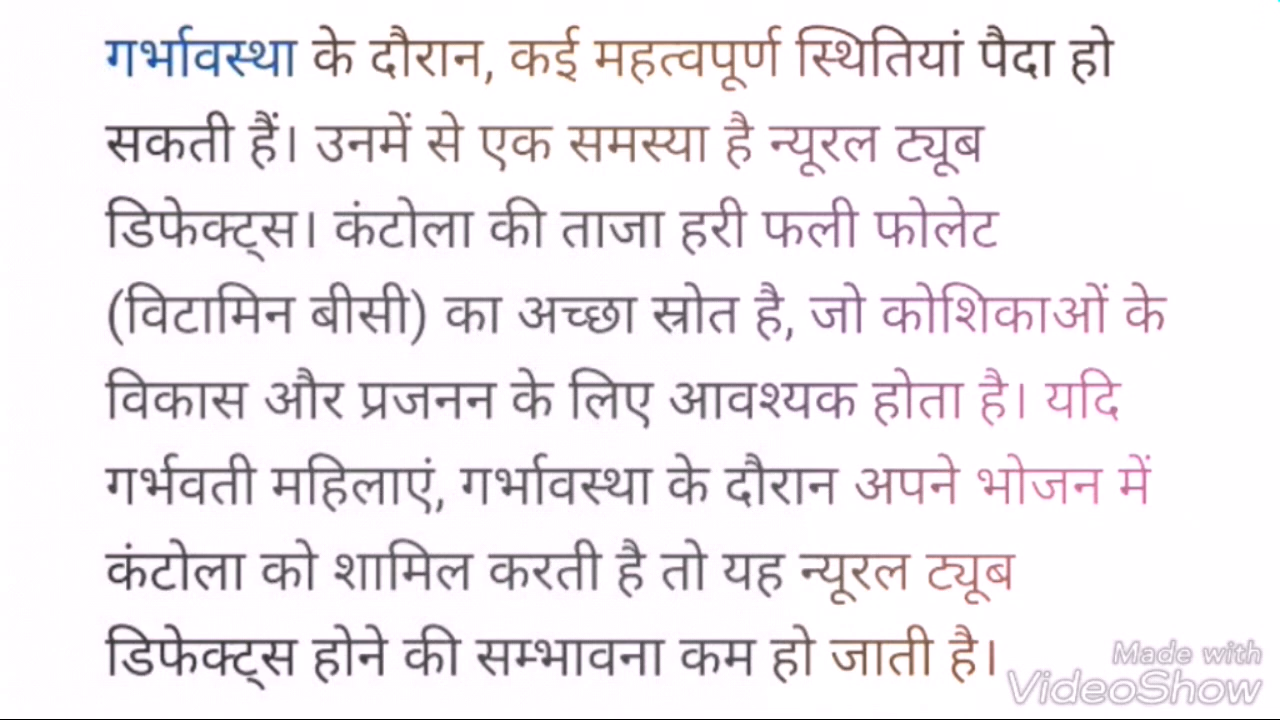 गर्भावस्था के दौरान, कई महत्वपूर्ण स्थितियां पैदा हो
सकती हैं। उनमें से एक समस्या है न्यूरल ट्यूब
डिफेक्ट्स। कंटोला की ताजा हरी फली फोलेट
(विटामिन बीसी) का अच्छा स्रोत है, जो कोशिकाओं के
विकास और प्रजनन के लिए आवश्यक होता है। यदि
गर्भवती महिलाएं, गर्भावस्था के दौरान अपने भोजन में
कंटोला को शामिल करती है तो यह न्यूरल ट्यूब
डिफेक्ट्स होने की सम्भावना कम हो जाती है।
Made with
VideoShow